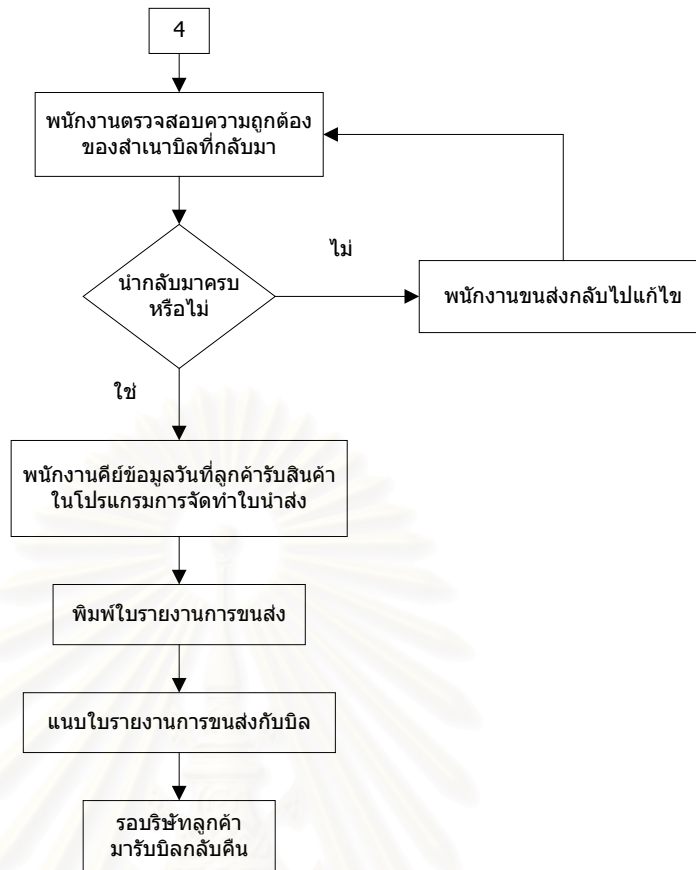 4
พนักงานตรวจสอบความถูกต้อง
ของสำเนาบิลที่กลับมา
นำกลับมาครบ
หรือไม่
ไม่
พนักงานขนส่งกลับไปแก้ไข
ใช่
พนักงานคีย์ข้อมูลวันที่ลูกค้ารับสินค้า
ในโปรแกรมการจัดทำใบนำส่ง
พิมพ์ใบรายงานการขนส่ง
แนบใบรายงานการขนส่งกับบิล
รอบริษัทลูกค้า
มารับบิลกลับคืน